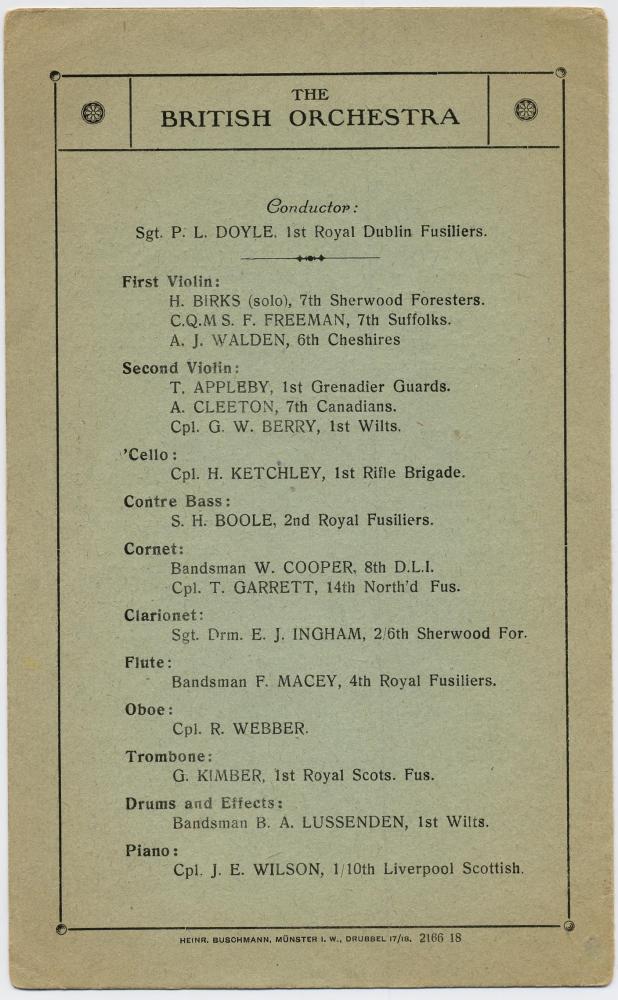 THE
BRITISH ORCHESTRA
Conductor:
Sgt. P. L. DOYLE, 1st Royal Dublin Fusiliers.
First Violin:
H. BIRKS (solo), 7th Sherwood Foresters.
C.Q.M S. F. FREEMAN, 7th Suffolks.
A. J. WALDEN, 6th Cheshires
Second Violin:
T. APPLEBY, 1st Grenadier Guards.
A. CLEETON, 7th Canadians.
Cpl. G. W. BERRY, 1st Wilts.
'Cello:
Cpl. H. KETCHLEY, 1st Rifle Brigade.
Contre Bass:
S. H. BOOLE, 2nd Royal Fusiliers.
Cornet:
Bandsman W. COOPER, 8th D.L.I.
Cpl. T. GARRETT, 14th North'd Fus.
Clarionet:
Sgt. Drm. E. J. INGHAM, 2/6th Sherwood For.
Flute:
Bandsman F. MACEY, 4th Royal Fusiliers.
Oboe:
Cpl. R. WEBBER.
Trombone:
G. KIMBER, 1st Royal Scots. Fus.
Drums and Effects:
Bandsman B. A. LUSSENDEN, 1st Wilts.
Piano:
Cpl. J. E. WILSON, 1/10th Liverpool Scottish.
HEINR. BUSCHMANN, MÜNSTER I. W., DRUBBEL 17/18. 2166 18